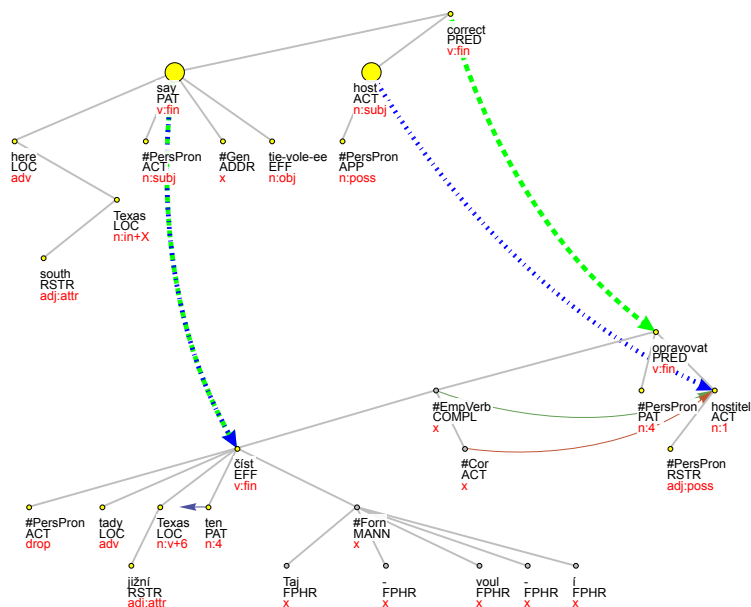 correct
PRED
v:fin
say
PAT
v:fin
host
ACT
n:subj
here
LOC
adv
#PersPron
ACT
n:subj
#Gen
ADDR
x
tie-vole-ee
EFF
n:obj
#PersPron
APP
n:poss
Texas
LOC
n:in+X
south
RSTR
adj:attr
opravovat
PRED
v:fin
#EmpVerb
COMPL
x
#PersPron
PAT
n:4
hostitel
ACT
n:1
číst
EFF
v:fin
#Cor
ACT
x
#PersPron
RSTR
adj:poss
#PersPron
ACT
drop
tady
LOC
adv
Texas
LOC
n:v+6
ten
PAT
n:4
#Forn
MANN
x
jižní
RSTR
adj:attr
Taj
FPHR
x
-
FPHR
x
voul
FPHR
x
-
FPHR
x
í
FPHR
x